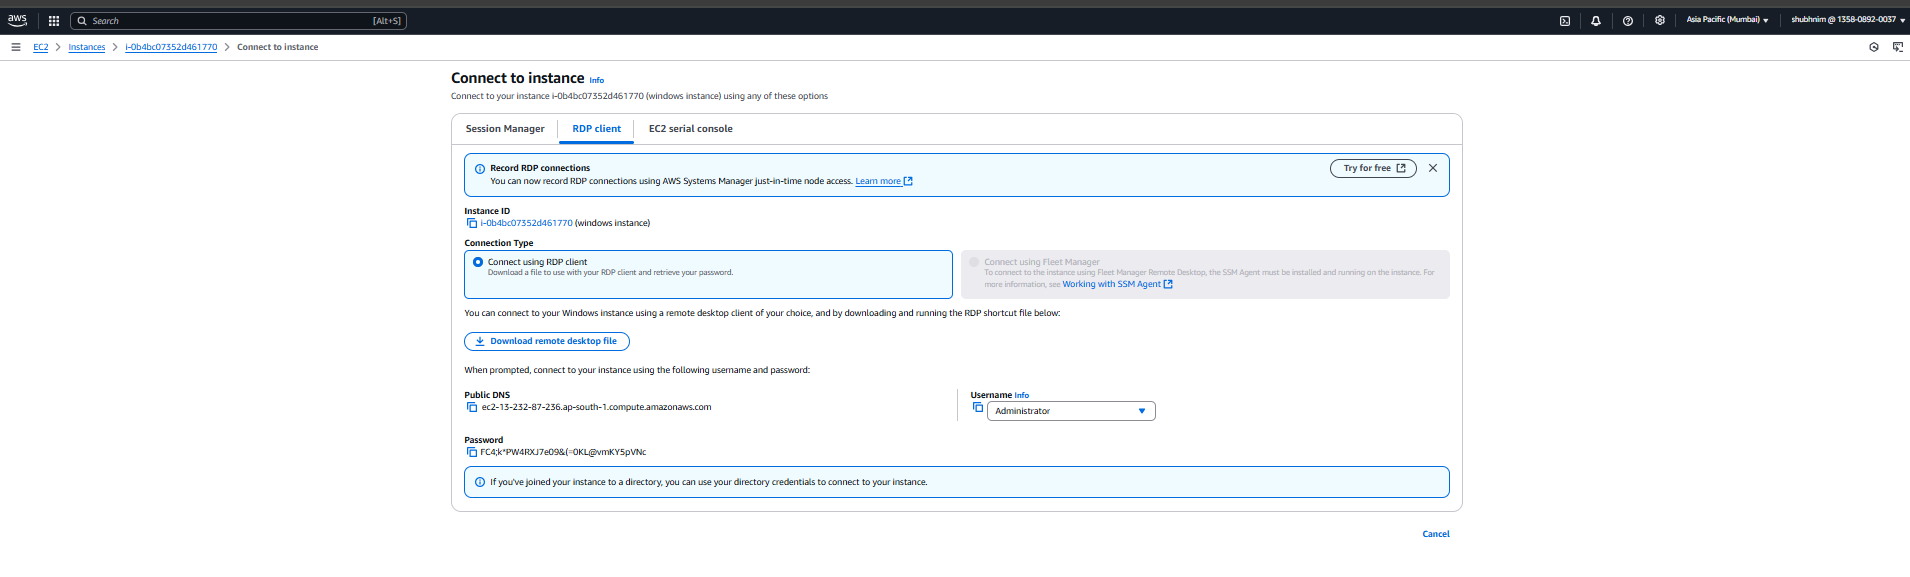 aws
Search [Alt+S]
Asia Pacific (Mumbai)
shubhnim @ 1358-0892-0037
EC2 > Instances > i-0b4bc07352d461770 > Connect to instance
Connect to instance Info
Connect to your instance i-0b4bc07352d461770 (windows instance) using any of these options
Session Manager
RDP client
EC2 serial console
Record RDP connections
You can now record RDP connections using AWS Systems Manager just-in-time node access. Learn more
Try for free
Instance ID
i-0b4bc07352d461770 (windows instance)
Connection Type
Connect using RDP client
Download a file to use with your RDP client and retrieve your password.
Connect using Fleet Manager
To connect to the instance using Fleet Manager Remote Desktop, the SSM Agent must be installed and running on the instance. For
more information, see Working with SSM Agent
You can connect to your Windows instance using a remote desktop client of your choice, and by downloading and running the RDP shortcut file below:
Download remote desktop file
When prompted, connect to your instance using the following username and password:
Public DNS
ec2-13-232-87-236.ap-south-1.compute.amazonaws.com
Username Info
Administrator
Password
FC4;k*PW4RXJ7e09&(=0KL@vmKY5pVNc
If you've joined your instance to a directory, you can use your directory credentials to connect to your instance.
Cancel